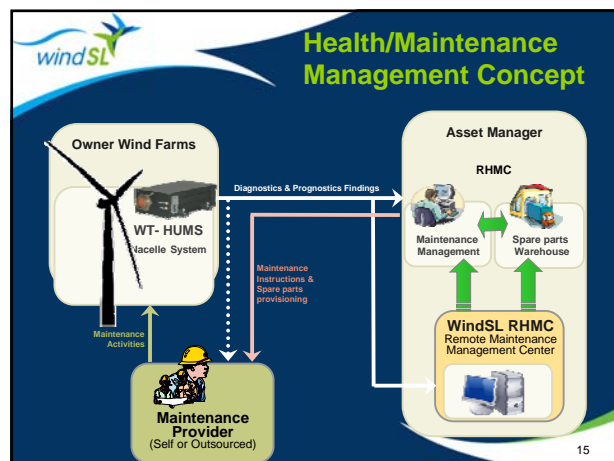 windSL
Health/Maintenance
Management Concept
Owner Wind Farms
WT- HUMS
Nacelle System
Diagnostics & Prognostics Findings
Asset Manager
RHMC
Maintenance
Management
Spare parts
Warehouse
Maintenance
Instructions &
Spare parts
provisioning
Maintenance
Activities
WindSL RHMC
Remote Maintenance
Management Center
Maintenance
Provider
(Self or Outsourced)
15